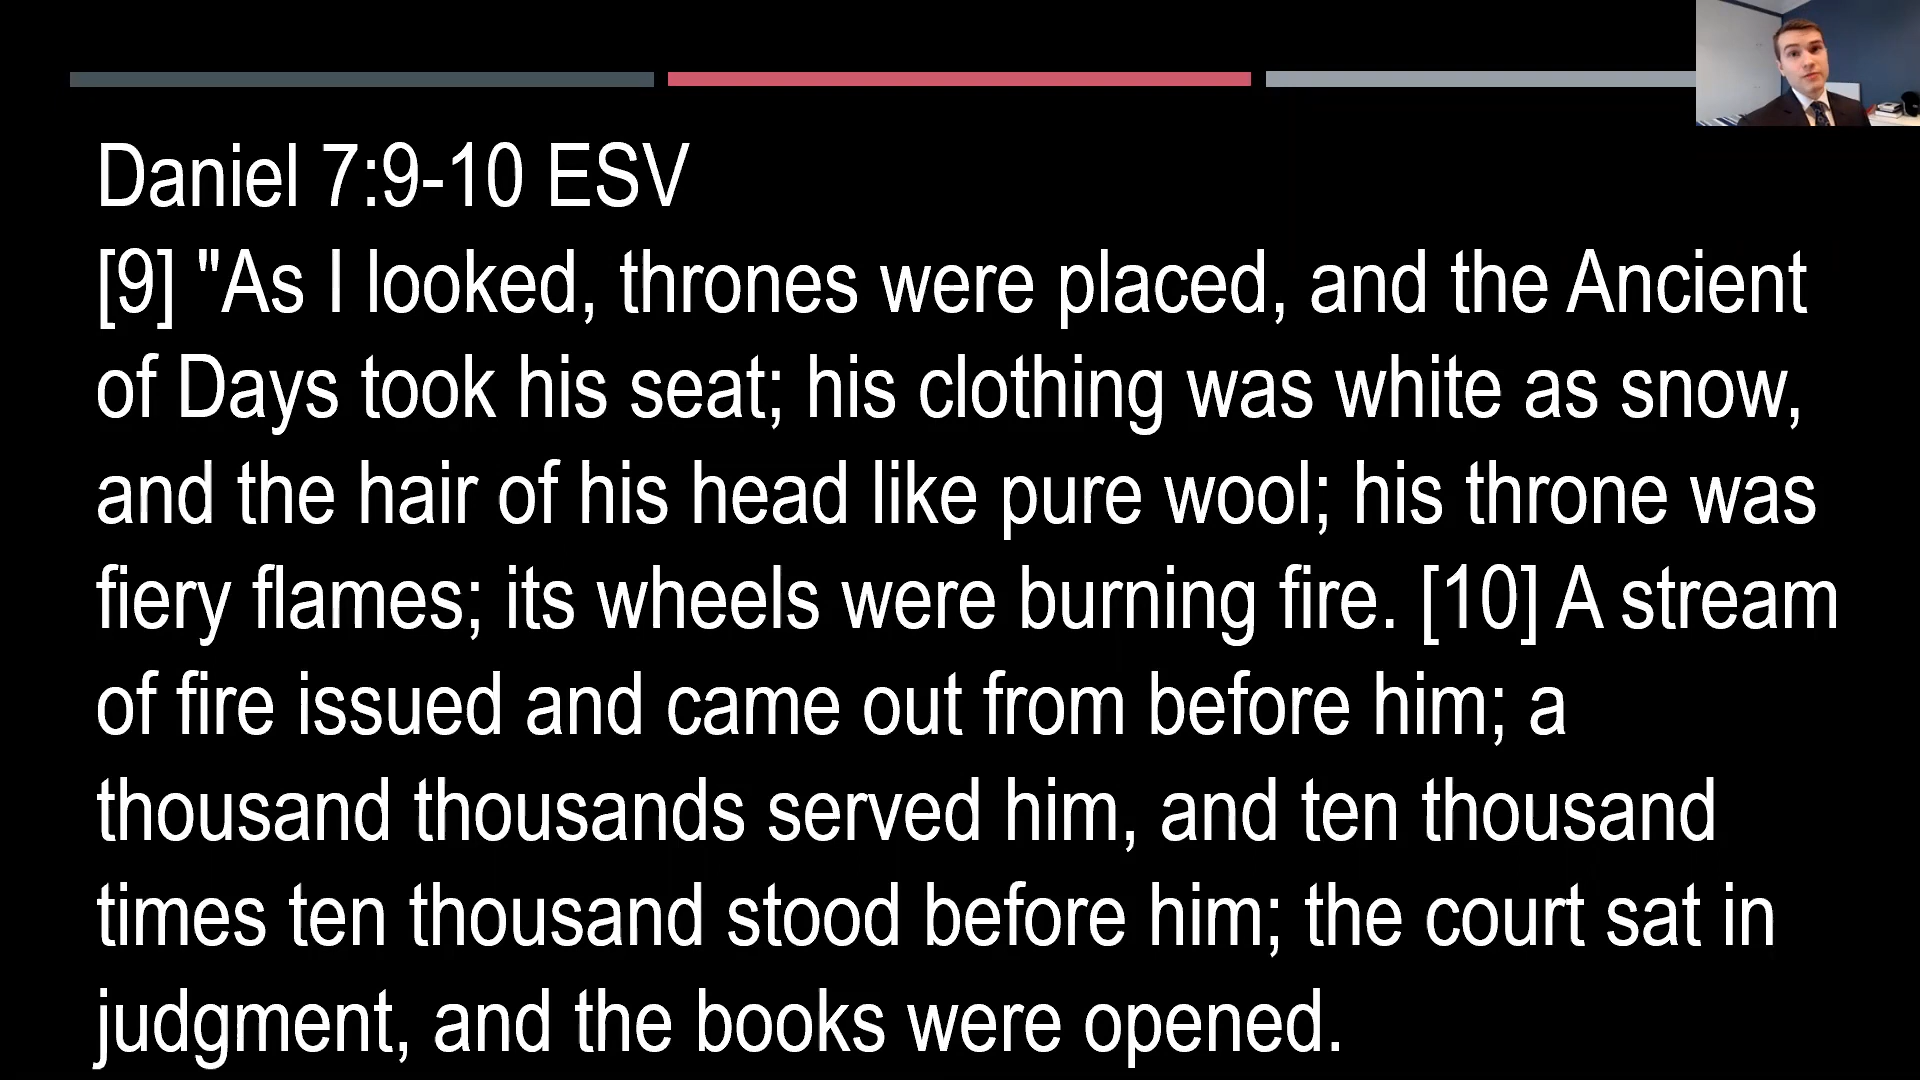 Daniel 7:9-10 ESV
[9] "As I looked, thrones were placed, and the Ancient
of Days took his seat; his clothing was white as snow,
and the hair of his head like pure wool; his throne was
fiery flames; its wheels were burning fire. [10] A stream
of fire issued and came out from before him; a
thousand thousands served him, and ten thousand
times ten thousand stood before him; the court sat in
judgment, and the books were opened.